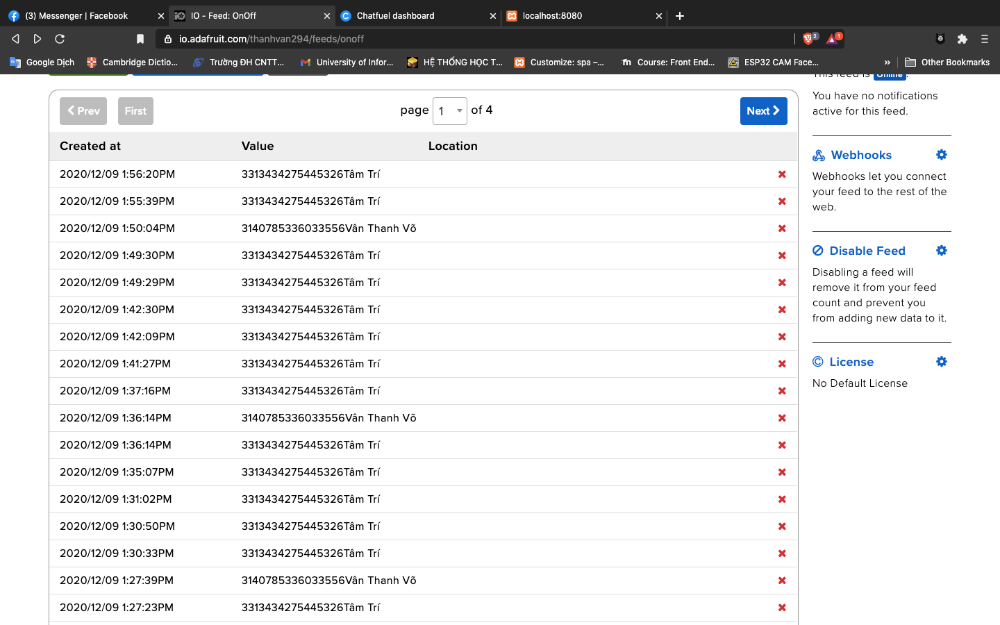 (3) Messenger | Facebook
IO - Feed: OnOff
Chatfuel dashboard
localhost:8080
io.adafruit.com/thanhvan294/feeds/onoff
2
1
Google Dịch
Cambridge Dictio...
Trường ĐH CNTT...
University of Infor...
HỆ THỐNG HỌC T...
Customize: spa –...
Course: Front End...
ESP32 CAM Face...
»
Other Bookmarks
Prev
First
page 1 of 4
Next
Created at Value Location
2020/12/09 1:56:20PM 3313434275445326Tâm Trí
2020/12/09 1:55:39PM 3313434275445326Tâm Trí
2020/12/09 1:50:04PM 3140785336033556Vân Thanh Võ
2020/12/09 1:49:30PM 3313434275445326Tâm Trí
2020/12/09 1:49:29PM 3313434275445326Tâm Trí
2020/12/09 1:42:30PM 3313434275445326Tâm Trí
2020/12/09 1:42:09PM 3313434275445326Tâm Trí
2020/12/09 1:41:27PM 3313434275445326Tâm Trí
2020/12/09 1:37:16PM 3313434275445326Tâm Trí
2020/12/09 1:36:14PM 3140785336033556Vân Thanh Võ
2020/12/09 1:36:14PM 3313434275445326Tâm Trí
2020/12/09 1:35:07PM 3313434275445326Tâm Trí
2020/12/09 1:31:02PM 3313434275445326Tâm Trí
2020/12/09 1:30:50PM 3313434275445326Tâm Trí
2020/12/09 1:30:33PM 3313434275445326Tâm Trí
2020/12/09 1:27:39PM 3140785336033556Vân Thanh Võ
2020/12/09 1:27:23PM 3313434275445326Tâm Trí
This feed is Online.
You have no notifications
active for this feed.
Webhooks
Webhooks let you connect
your feed to the rest of the
web.
Disable Feed
Disabling a feed will
remove it from your feed
count and prevent you
from adding new data to it.
License
No Default License